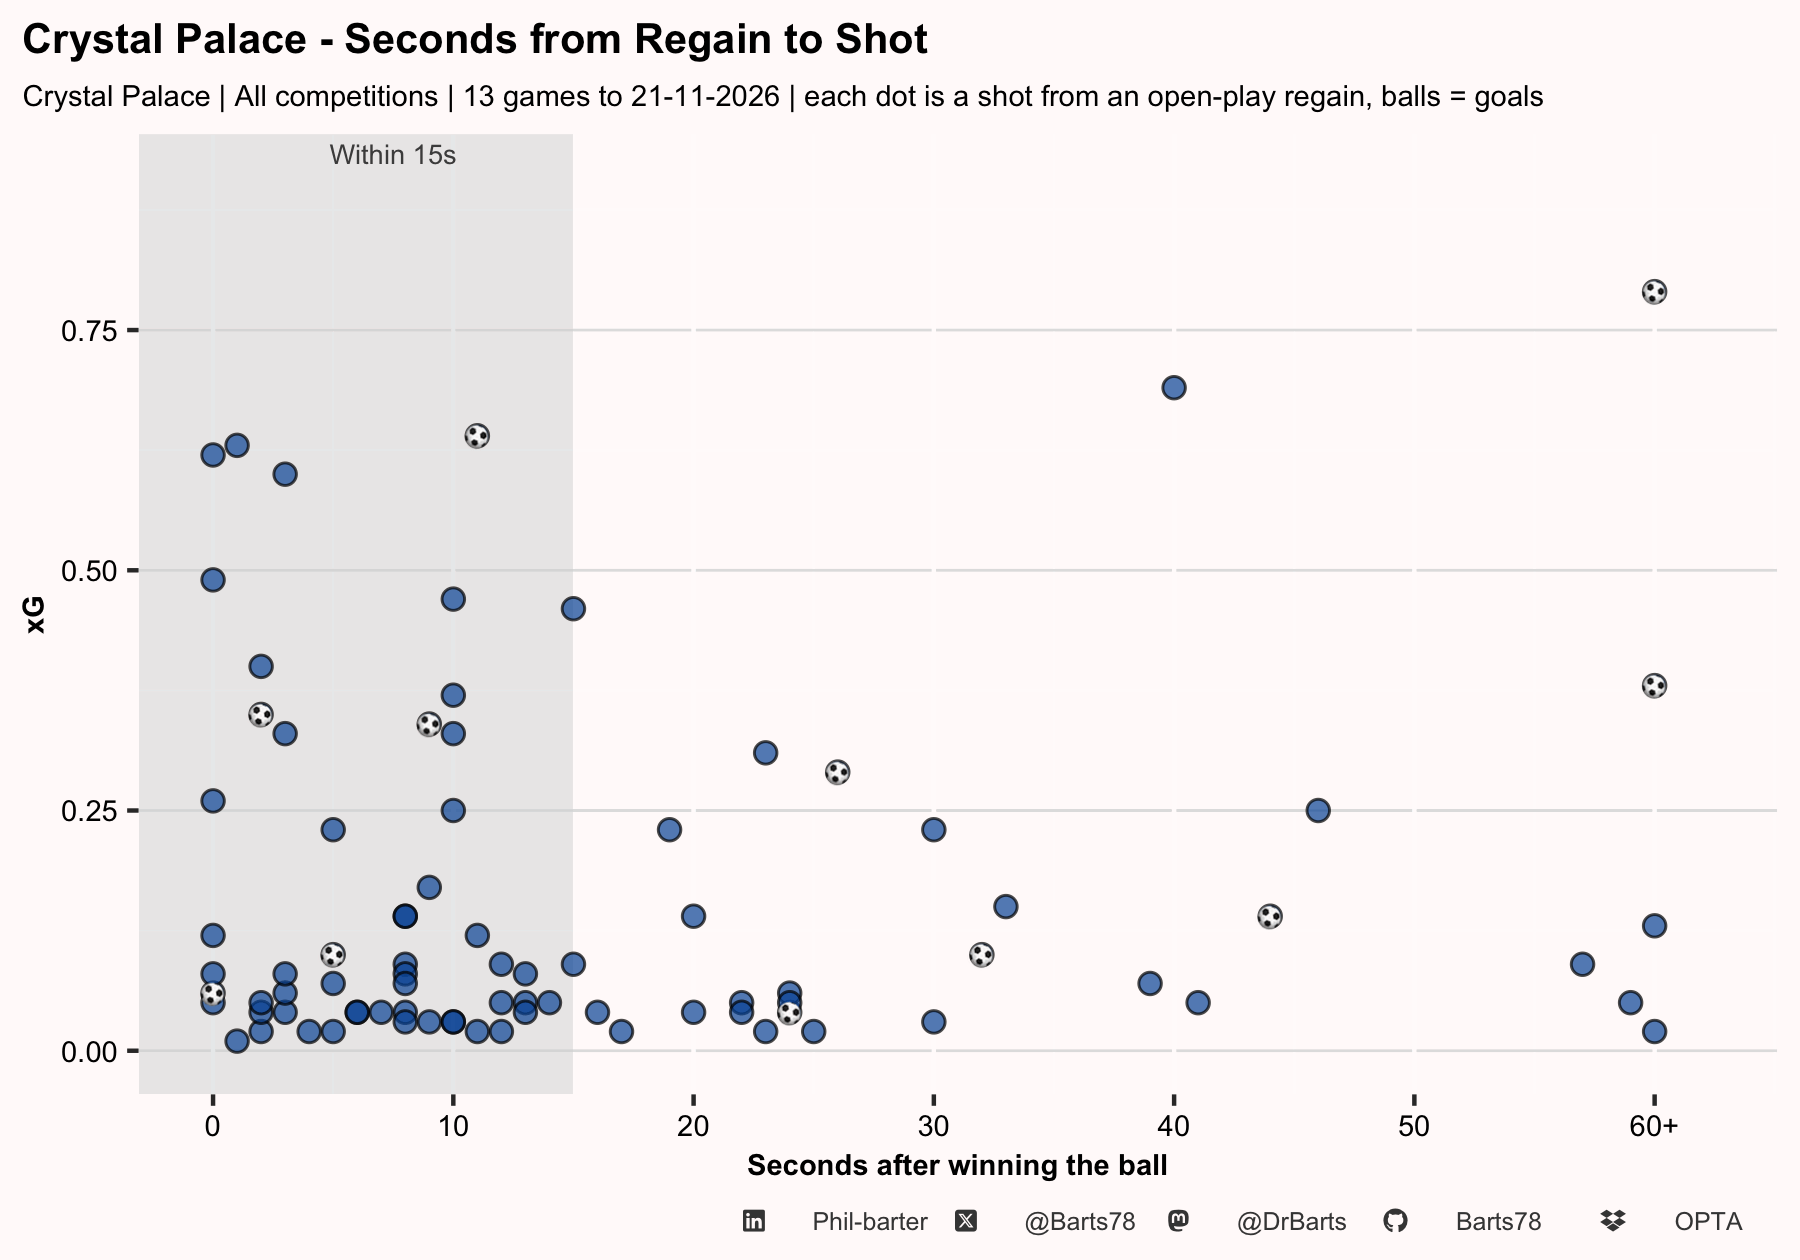 Crystal Palace - Seconds from Regain to Shot
Crystal Palace | All competitions | 13 games to 21-11-2026 | each dot is a shot from an open-play regain, balls = goals
Within 15s
0.75
0.50
0.25
0.00
xG
0 10 20 30 40 50 60+
Seconds after winning the ball
Phil-barter @Barts78 @DrBarts Barts78 OPTA